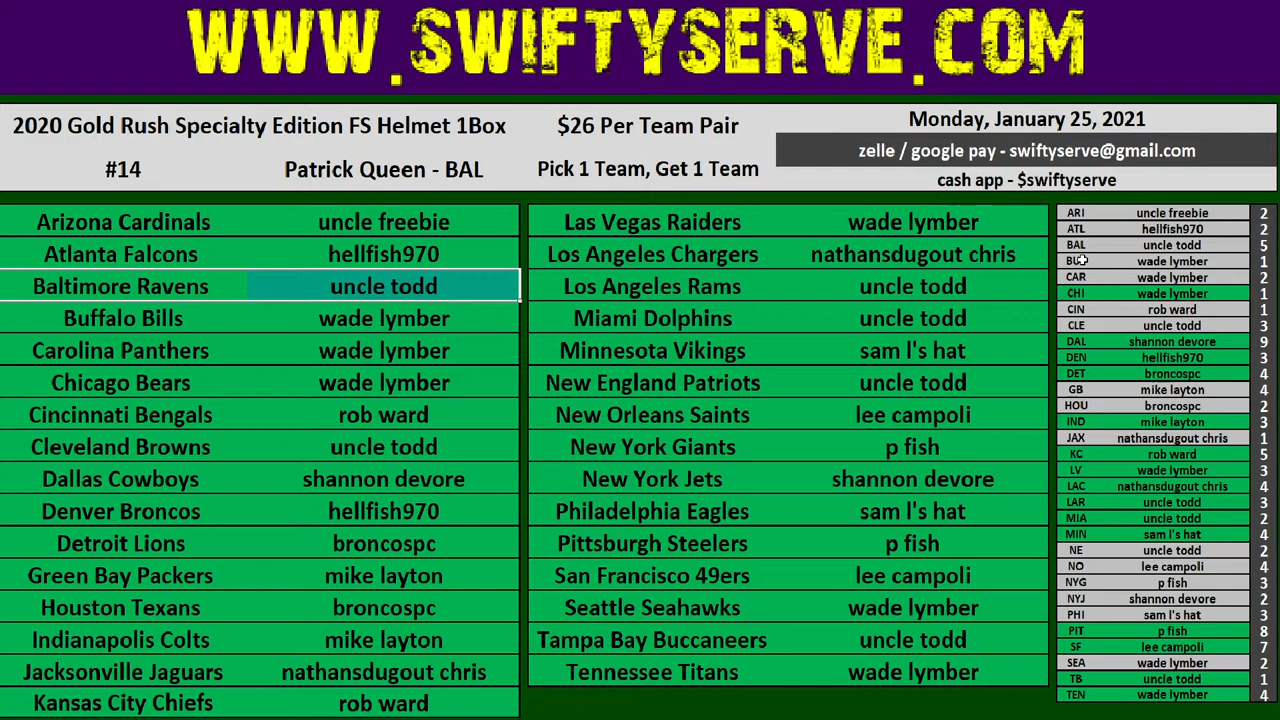 WWW.SWIFTYSERVE.COM
2020 Gold Rush Specialty Edition FS Helmet 1Box
#14 Patrick Queen - BAL
$26 Per Team Pair
Pick 1 Team, Get 1 Team
Monday, January 25, 2021
zelle / google pay - swiftyserve@gmail.com
cash app - $swiftyserve
Arizona Cardinals uncle freebie
Atlanta Falcons hellfish970
Baltimore Ravens uncle todd
Buffalo Bills wade lymber
Carolina Panthers wade lymber
Chicago Bears wade lymber
Cincinnati Bengals rob ward
Cleveland Browns uncle todd
Dallas Cowboys shannon devore
Denver Broncos hellfish970
Detroit Lions broncospc
Green Bay Packers mike layton
Houston Texans broncospc
Indianapolis Colts mike layton
Jacksonville Jaguars nathansdugout chris
Kansas City Chiefs rob ward
Las Vegas Raiders wade lymber
Los Angeles Chargers nathansdugout chris
Los Angeles Rams uncle todd
Miami Dolphins uncle todd
Minnesota Vikings sam l's hat
New England Patriots uncle todd
New Orleans Saints lee campoli
New York Giants p fish
New York Jets shannon devore
Philadelphia Eagles sam l's hat
Pittsburgh Steelers p fish
San Francisco 49ers lee campoli
Seattle Seahawks wade lymber
Tampa Bay Buccaneers uncle todd
Tennessee Titans wade lymber
ARI uncle freebie 2
ATL hellfish970 2
BAL uncle todd 5
wade lymber 1
CAR wade lymber 2
CHI wade lymber 1
CIN rob ward 1
CLE uncle todd 3
DAL shannon devore 9
DEN hellfish970 3
DET broncospc 4
GB mike layton 4
HOU broncospc 2
IND mike layton 3
JAX nathansdugout chris 1
KC rob ward 5
LV wade lymber 3
LAC nathansdugout chris 4
LAR uncle todd 3
MIA uncle todd 2
MIN sam l's hat 4
NE uncle todd 2
NO lee campoli 4
NYG p fish 3
NYJ shannon devore 2
PHI sam l's hat 3
PIT p fish 8
SF lee campoli 7
SEA wade lymber 2
TB uncle todd 1
TEN wade lymber 4